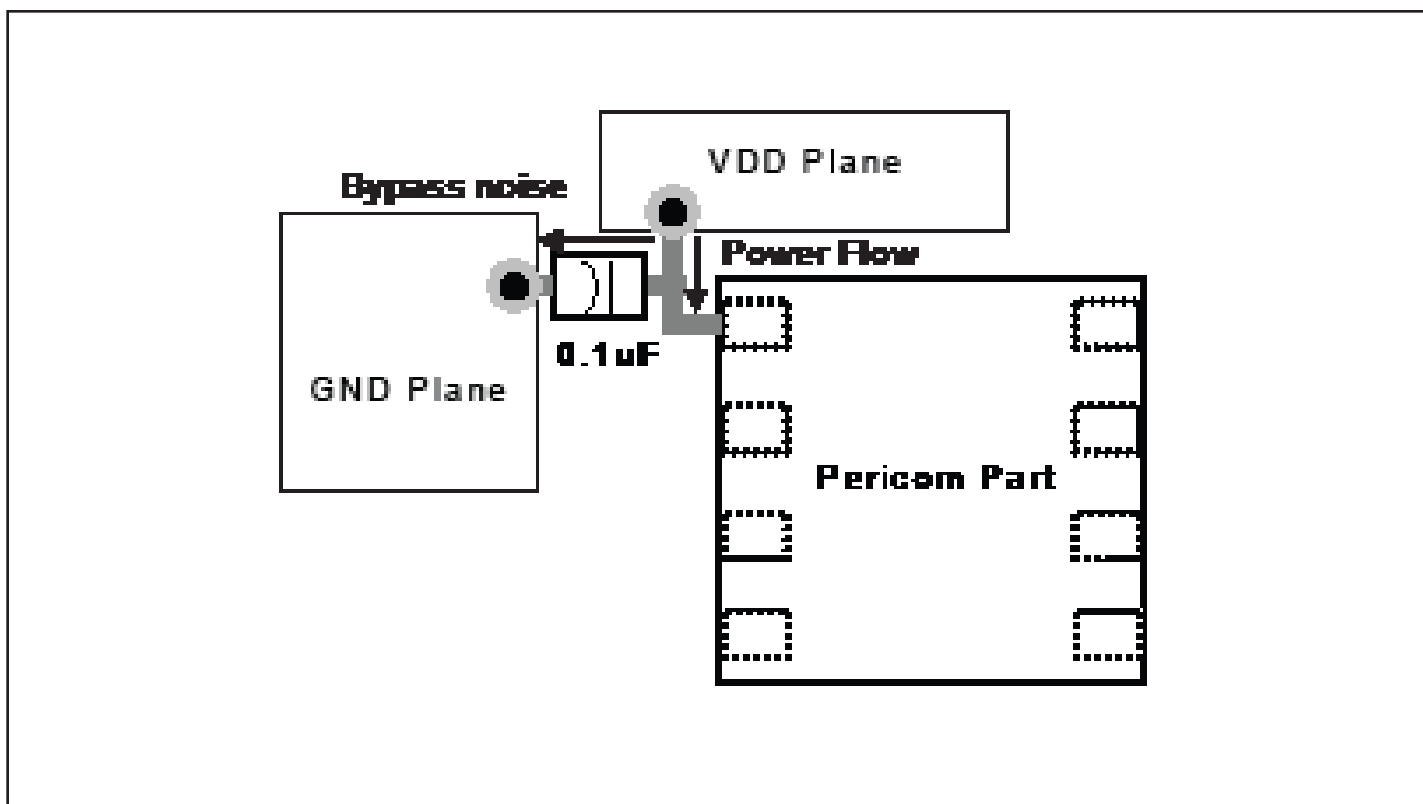 VDD Plane
Bypass noise
Power Flow
0.1uF
GND Plane
Pericom Part